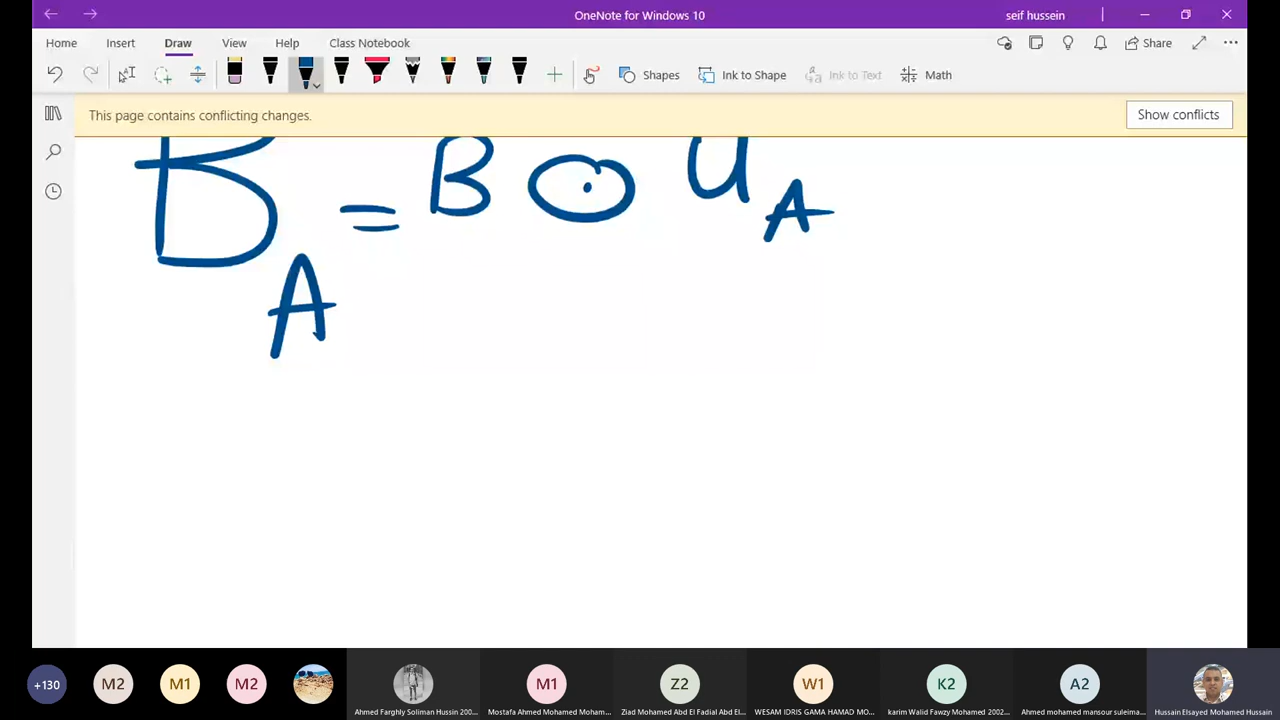 OneNote for Windows 10
seif hussein
Home Insert Draw View Help Class Notebook
Share
Shapes Ink to Shape Ink to Text Math
This page contains conflicting changes.
Show conflicts
B_A = B ⊙ U_A
+130 M2 M1 M2 M1 Z2 W1 K2 A2
Ahmed Farghly Soliman Hussin 200... Mostafa Ahmed Mohamed Moham... Ziad Mohamed Abd El Fadial Abd El... WESAM IDRIS GAMA HAMAD MO... karim Walid Fawzy Mohamed 2002... Ahmed mohamed mansour suleima... Hussain Elsayed Mohamed Hussain